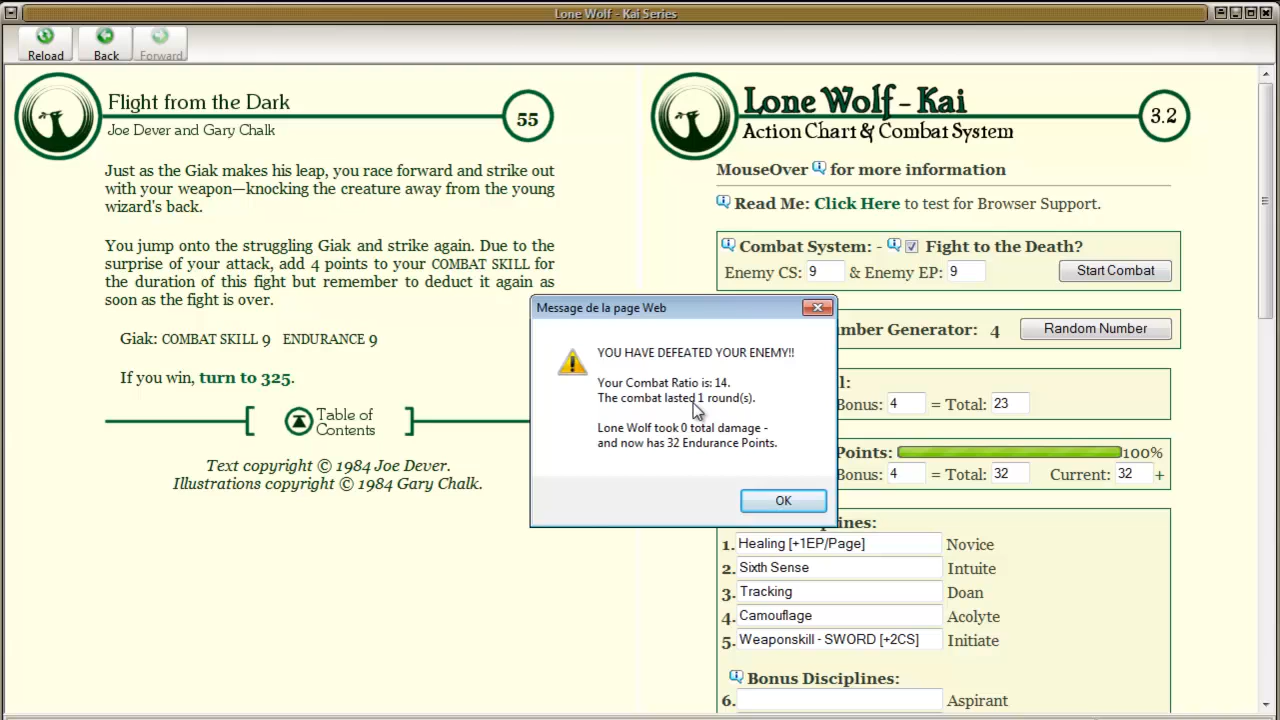 Lone Wolf - Kai Series
Reload
Back
Forward
Flight from the Dark
Joe Dever and Gary Chalk
55
Just as the Giak makes his leap, you race forward and strike out
with your weapon—knocking the creature away from the young
wizard's back.
You jump onto the struggling Giak and strike again. Due to the
surprise of your attack, add 4 points to your COMBAT SKILL for
the duration of this fight but remember to deduct it again as
soon as the fight is over.
Giak: COMBAT SKILL 9 ENDURANCE 9
If you win, turn to 325.
Table of
Contents
Text copyright © 1984 Joe Dever.
Illustrations copyright © 1984 Gary Chalk.
Lone Wolf - Kai
Action Chart & Combat System
3.2
MouseOver for more information
Read Me: Click Here to test for Browser Support.
Combat System: - Fight to the Death?
Enemy CS: 9 & Enemy EP: 9 Start Combat
mber Generator: 4 Random Number
l:
Bonus: 4 = Total: 23
Points: 100%
Bonus: 4 = Total: 32 Current: 32 +
plines:
1. Healing [+1EP/Page] Novice
2. Sixth Sense Intuite
3. Tracking Doan
4. Camouflage Acolyte
5. Weaponskill - SWORD [+2CS] Initiate
Bonus Disciplines:
6. Aspirant
Message de la page Web
YOU HAVE DEFEATED YOUR ENEMY!!
Your Combat Ratio is: 14.
The combat lasted 1 round(s).
Lone Wolf took 0 total damage -
and now has 32 Endurance Points.
OK